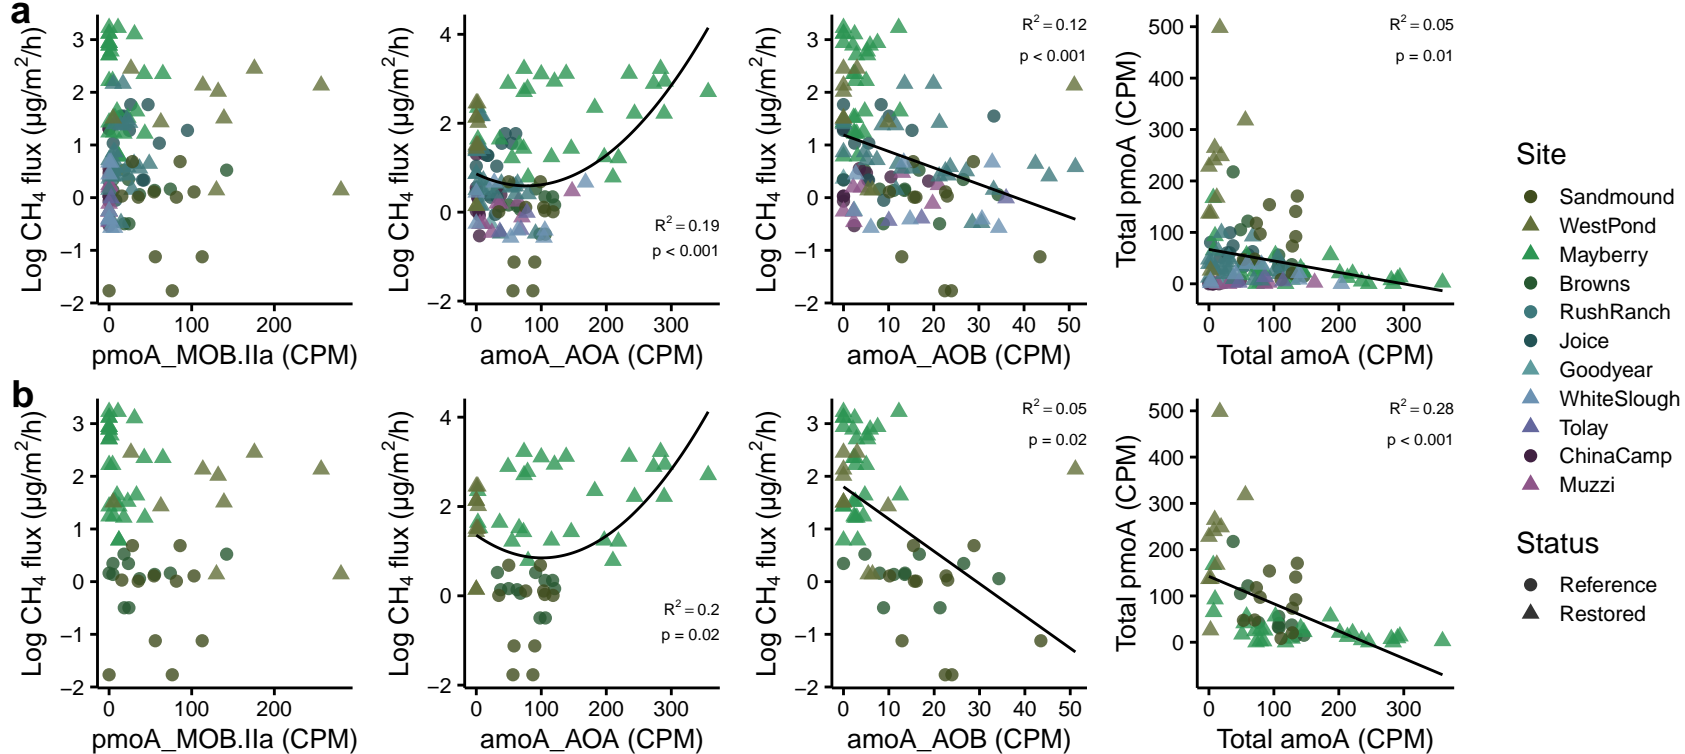 a
Log CH4 flux (μg/m2/h)
3
2
1
0
−1
−2
0 100 200
pmoA_MOB.IIa (CPM)
Log CH4 flux (μg/m2/h)
4
2
0
−2
R2 = 0.19
p < 0.001
0 100 200 300
amoA_AOA (CPM)
Log CH4 flux (μg/m2/h)
3
2
1
0
−1
−2
R2 = 0.12
p < 0.001
0 10 20 30 40 50
amoA_AOB (CPM)
Total pmoA (CPM)
500
400
300
200
100
0
R2 = 0.05
p = 0.01
0 100 200 300
Total amoA (CPM)
b
Log CH4 flux (μg/m2/h)
3
2
1
0
−1
−2
0 100 200
pmoA_MOB.IIa (CPM)
Log CH4 flux (μg/m2/h)
4
2
0
−2
R2 = 0.2
p = 0.02
0 100 200 300
amoA_AOA (CPM)
Log CH4 flux (μg/m2/h)
3
2
1
0
−1
−2
R2 = 0.05
p = 0.02
0 10 20 30 40 50
amoA_AOB (CPM)
Total pmoA (CPM)
500
400
300
200
100
0
R2 = 0.28
p < 0.001
0 100 200 300
Total amoA (CPM)
Site
Sandmound
WestPond
Mayberry
Browns
RushRanch
Joice
Goodyear
WhiteSlough
Tolay
ChinaCamp
Muzzi
Status
Reference
Restored